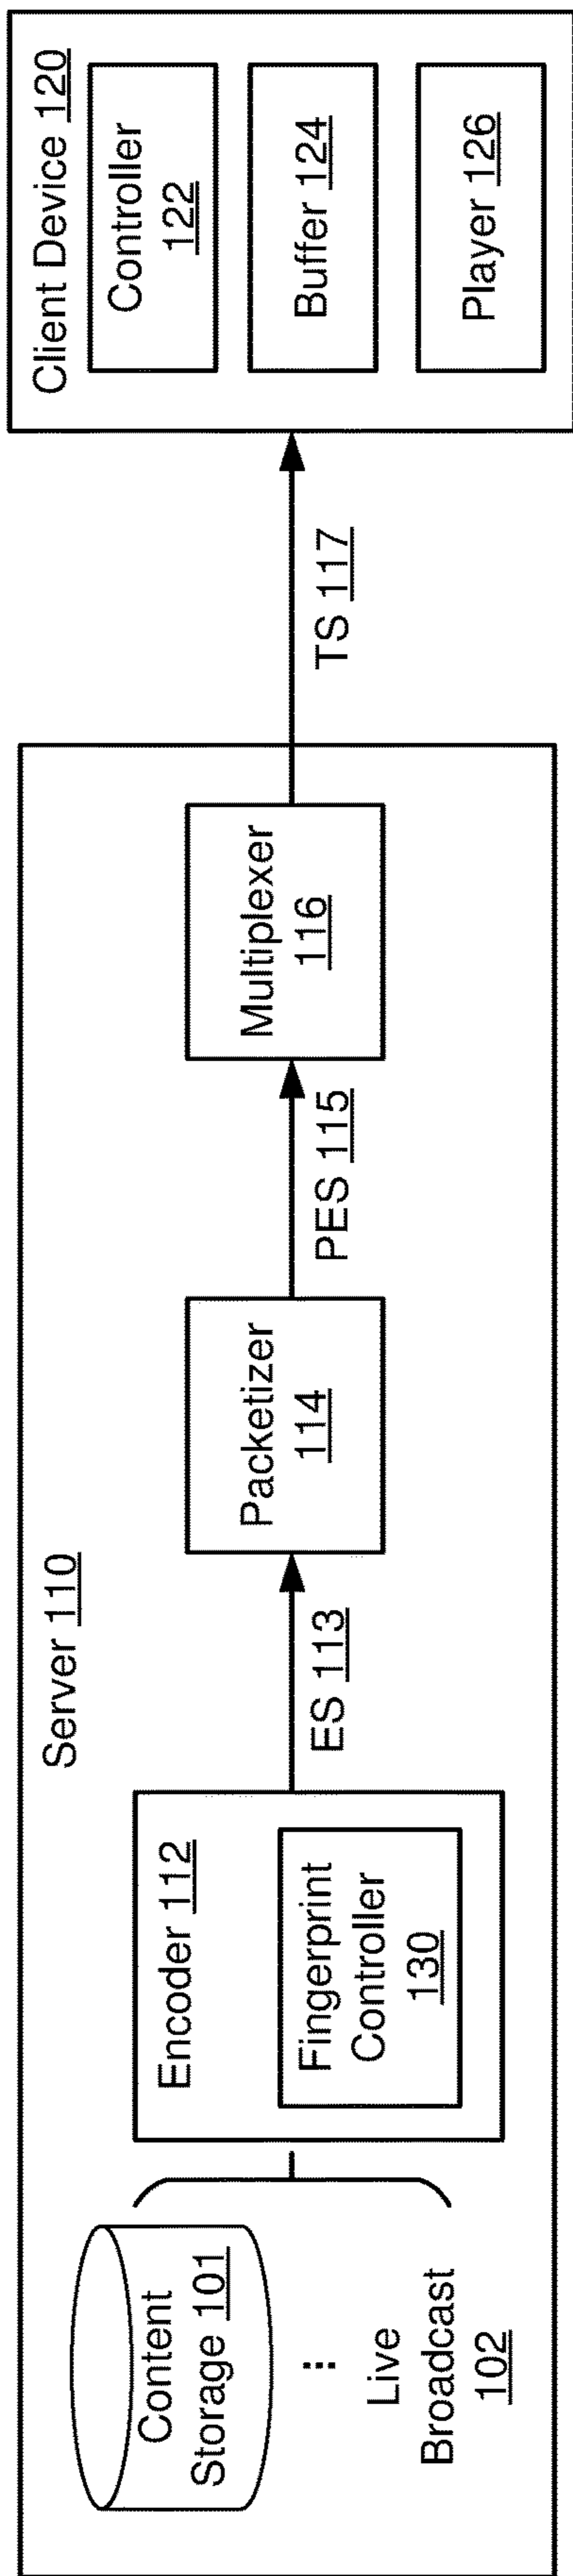 Server 110
Content
Storage 101
⋮
Live
Broadcast
102
Encoder 112
Fingerprint
Controller
130
ES 113
Packetizer
114
PES 115
Multiplexer
116
TS 117
Client Device 120
Controller
122
Buffer 124
Player 126